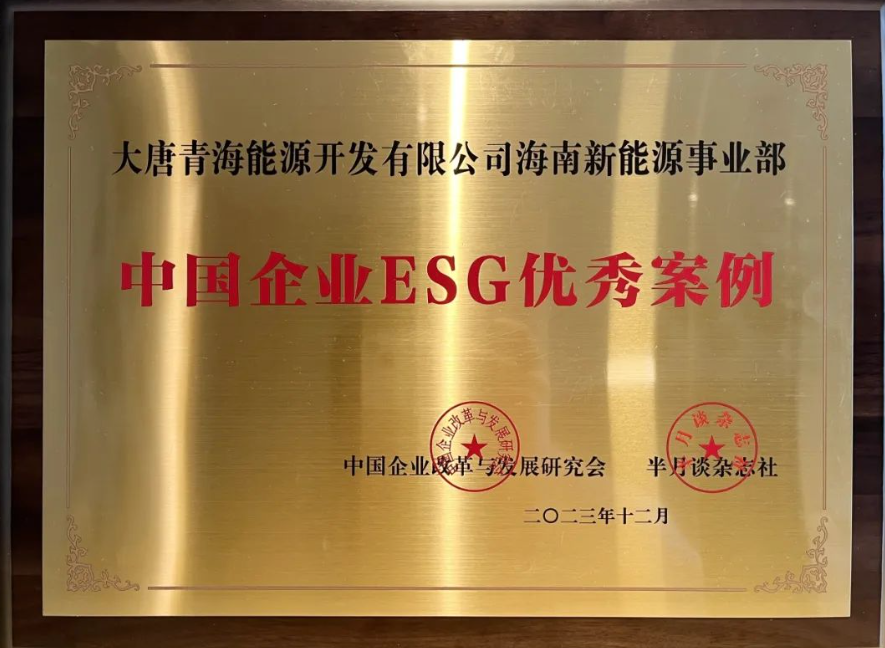 大唐青海能源开发有限公司海南新能源事业部
中国企业ESG优秀案例
中国企业改革与发展研究会 半月谈杂志社
二〇二三年十二月